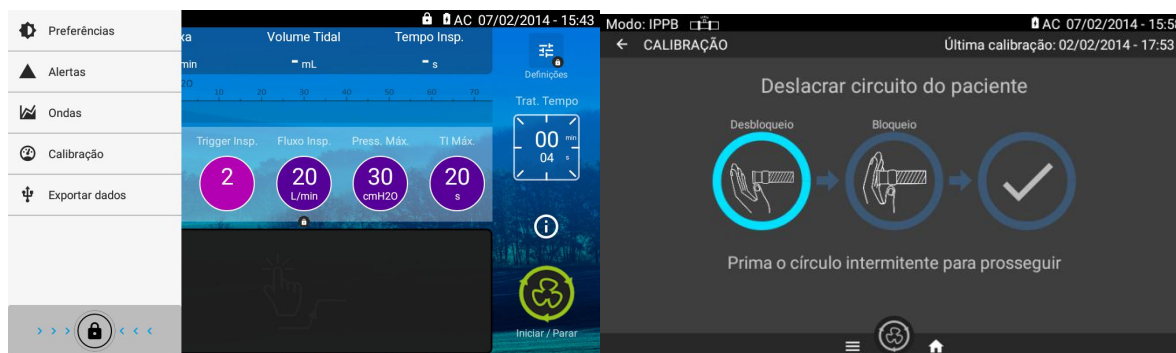 Preferências
Alertas
Ondas
Calibração
Exportar dados
AC 07/02/2014 - 15:43
xa Volume Tidal Tempo Insp.
min - mL - s
20 10 20 30 40 50 60 70
Trigger Insp. Fluxo Insp. Press. Máx. TI Máx.
2 20 30 20
L/min cmH2O s
Definições
Trat. Tempo
00 min
04 s
Iniciar / Parar
Modo: IPPB AC 07/02/2014 - 15:5
CALIBRAÇÃO Última calibração: 02/02/2014 - 17:53
Deslacrar circuito do paciente
Desbloqueio Bloqueio
Prima o círculo intermitente para prosseguir